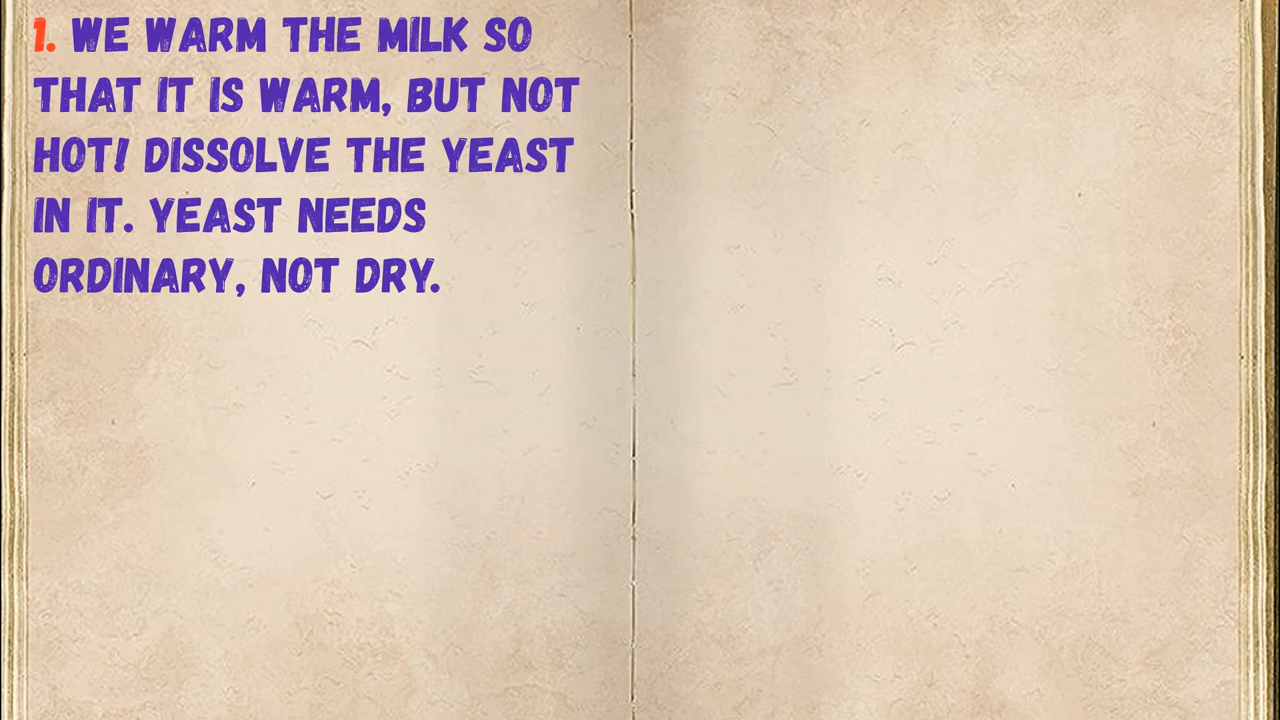 1. WE WARM THE MILK SO
THAT IT IS WARM, BUT NOT
HOT! DISSOLVE THE YEAST
IN IT. YEAST NEEDS
ORDINARY, NOT DRY.